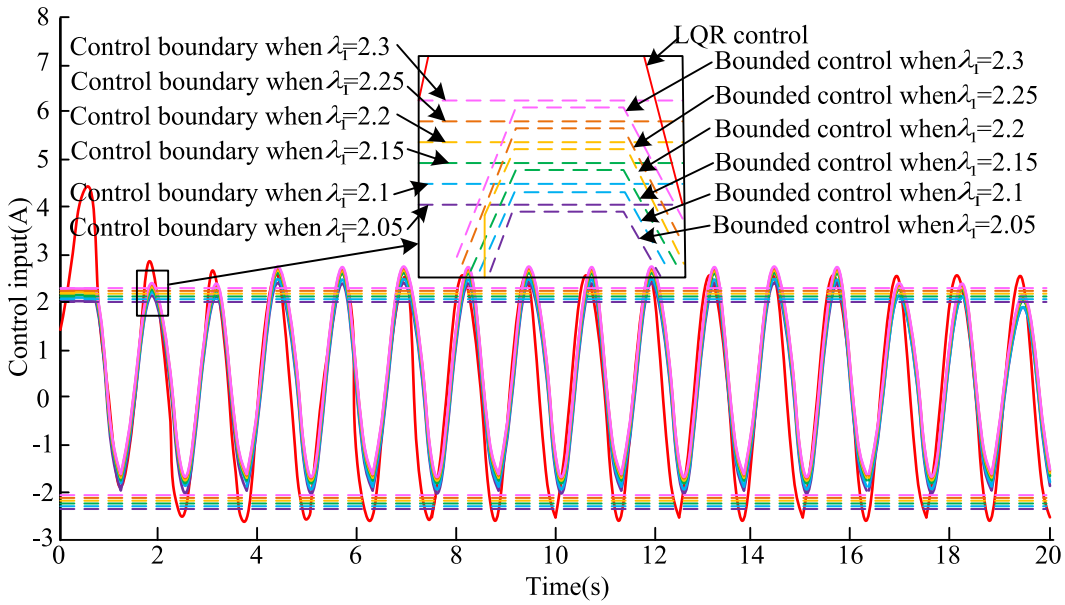 Control boundary when λ₁=2.3
Control boundary when λ₁=2.25
Control boundary when λ₁=2.2
Control boundary when λ₁=2.15
Control boundary when λ₁=2.1
Control boundary when λ₁=2.05
LQR control
Bounded control when λ₁=2.3
Bounded control when λ₁=2.25
Bounded control when λ₁=2.2
Bounded control when λ₁=2.15
Bounded control when λ₁=2.1
Bounded control when λ₁=2.05
Control input(A)
8
7
6
5
4
3
2
1
0
-1
-2
-3
0
2
4
6
8
10
12
14
16
18
20
Time(s)